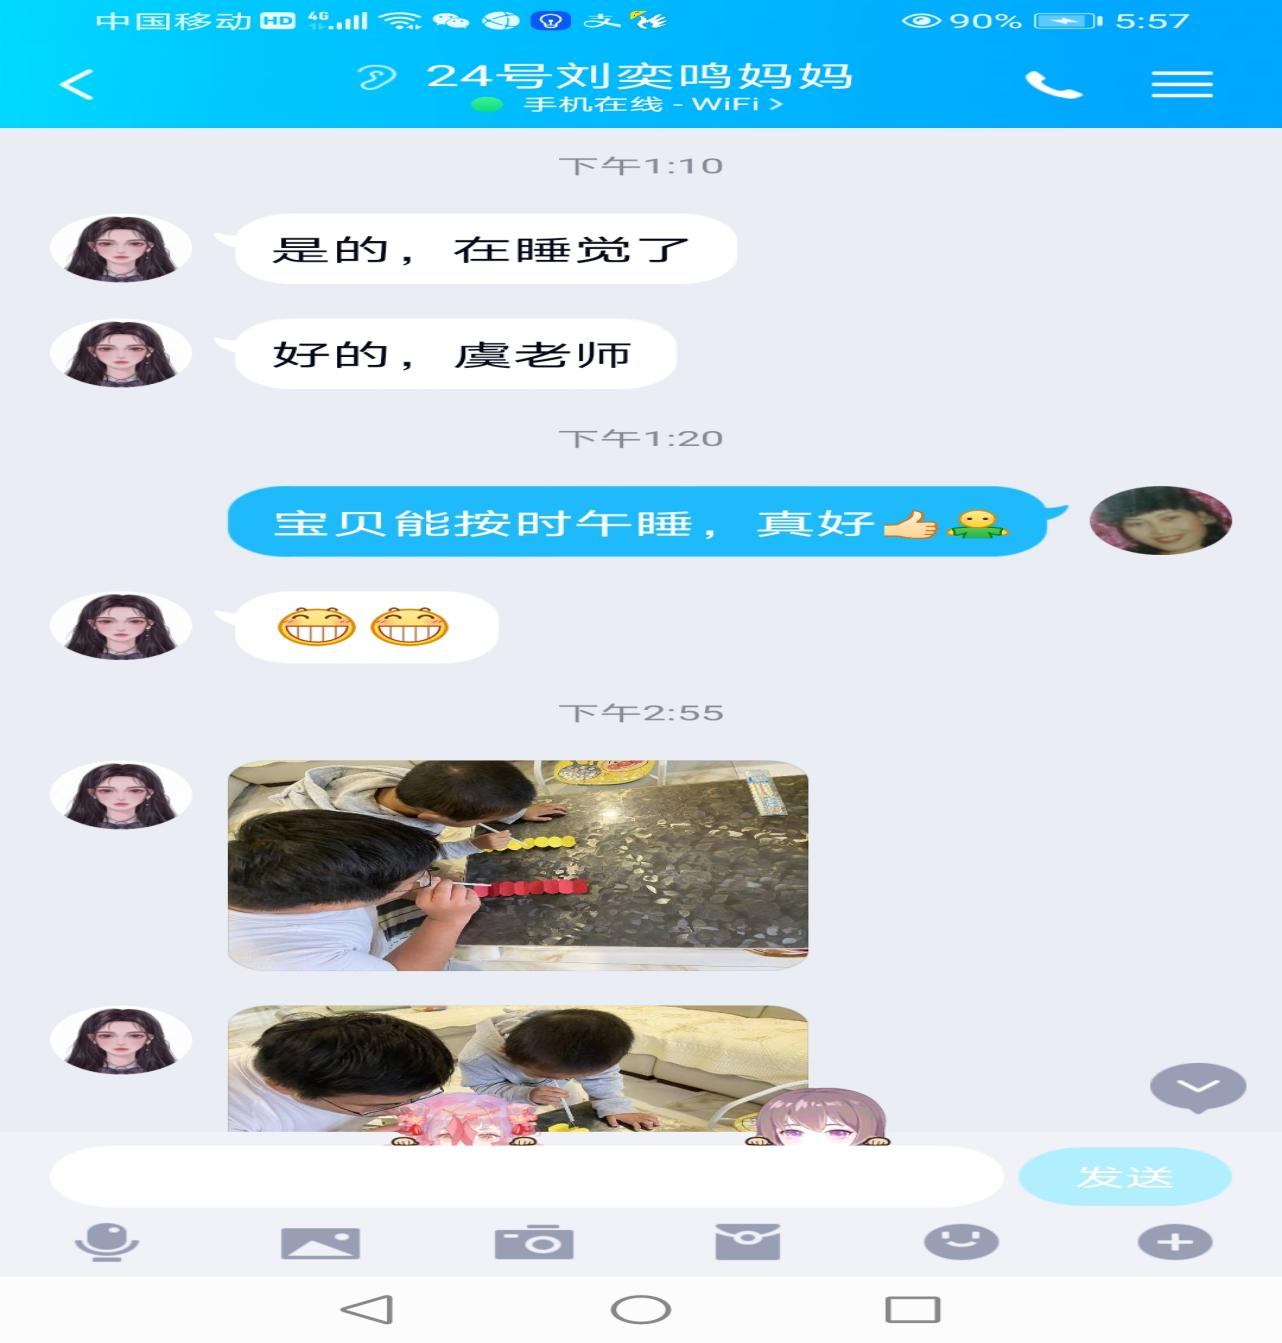 中国移动 HD 4G 90% 5:57
24号刘奕鸣妈妈
手机在线 - WiFi >
下午1:10
是的，在睡觉了
好的，虞老师
下午1:20
宝贝能按时午睡，真好
下午2:55
发送